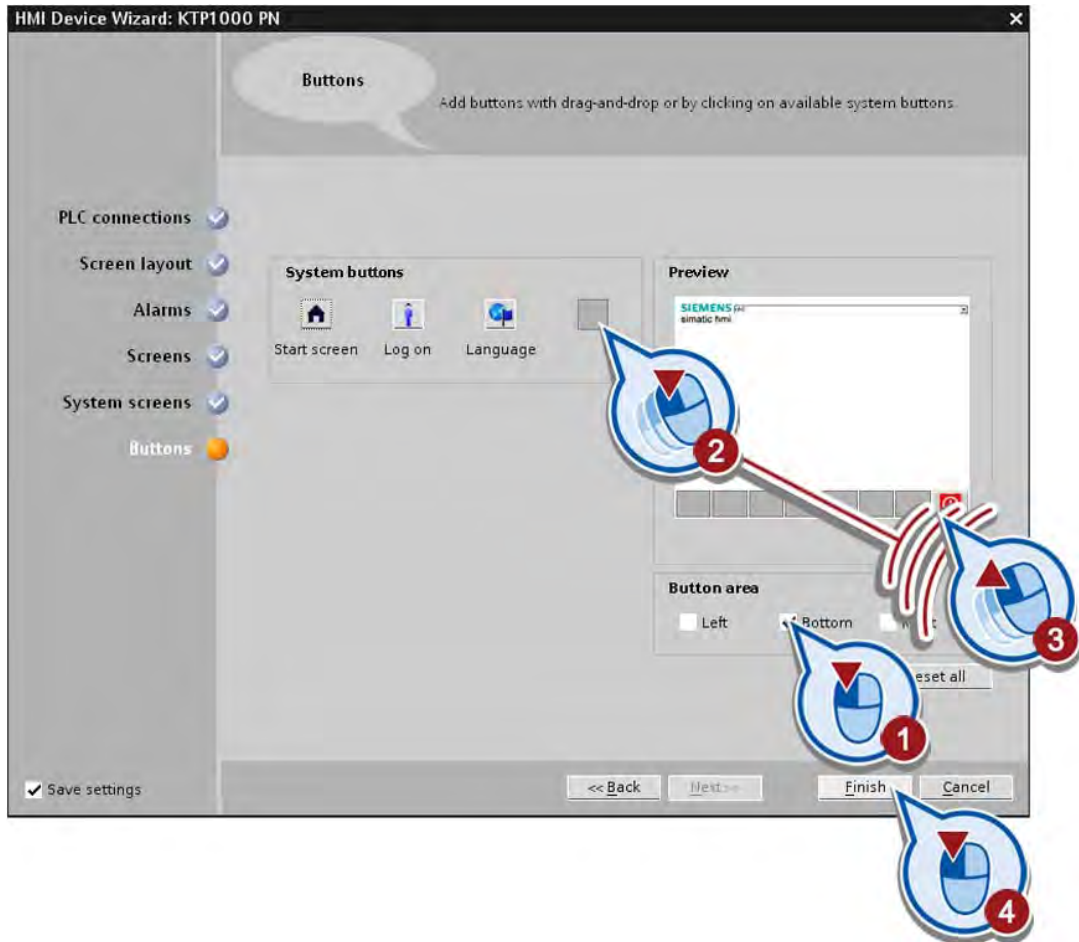 HMI Device Wizard: KTP1000 PN
Buttons
Add buttons with drag-and-drop or by clicking on available system buttons.
PLC connections
Screen layout
Alarms
Screens
System screens
Buttons
System buttons
Start screen Log on Language
Preview
SIEMENS
simatic hmi
2
Button area
Left Bottom
3
eset all
1
Save settings
<< Back Next >> Finish Cancel
4